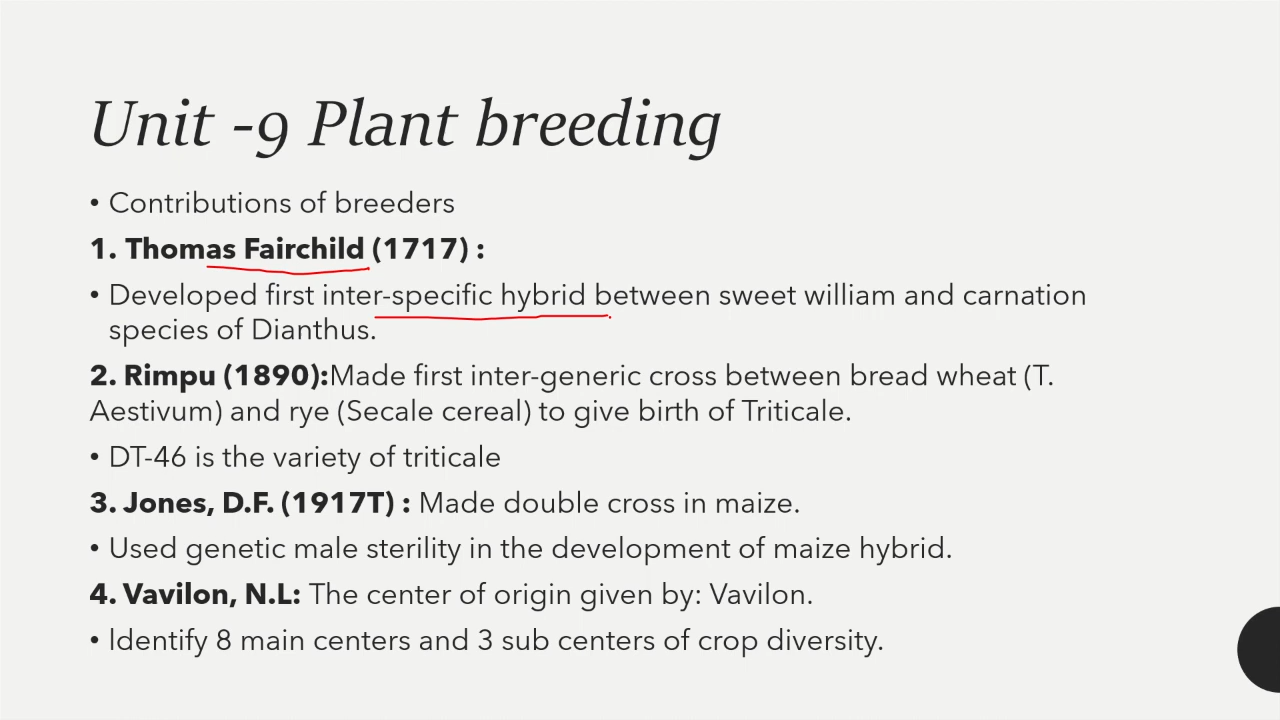 Unit -9 Plant breeding
• Contributions of breeders
1. Thomas Fairchild (1717) :
• Developed first inter-specific hybrid between sweet william and carnation
species of Dianthus.
2. Rimpu (1890):Made first inter-generic cross between bread wheat (T.
Aestivum) and rye (Secale cereal) to give birth of Triticale.
• DT-46 is the variety of triticale
3. Jones, D.F. (1917T) : Made double cross in maize.
• Used genetic male sterility in the development of maize hybrid.
4. Vavilon, N.L: The center of origin given by: Vavilon.
• Identify 8 main centers and 3 sub centers of crop diversity.